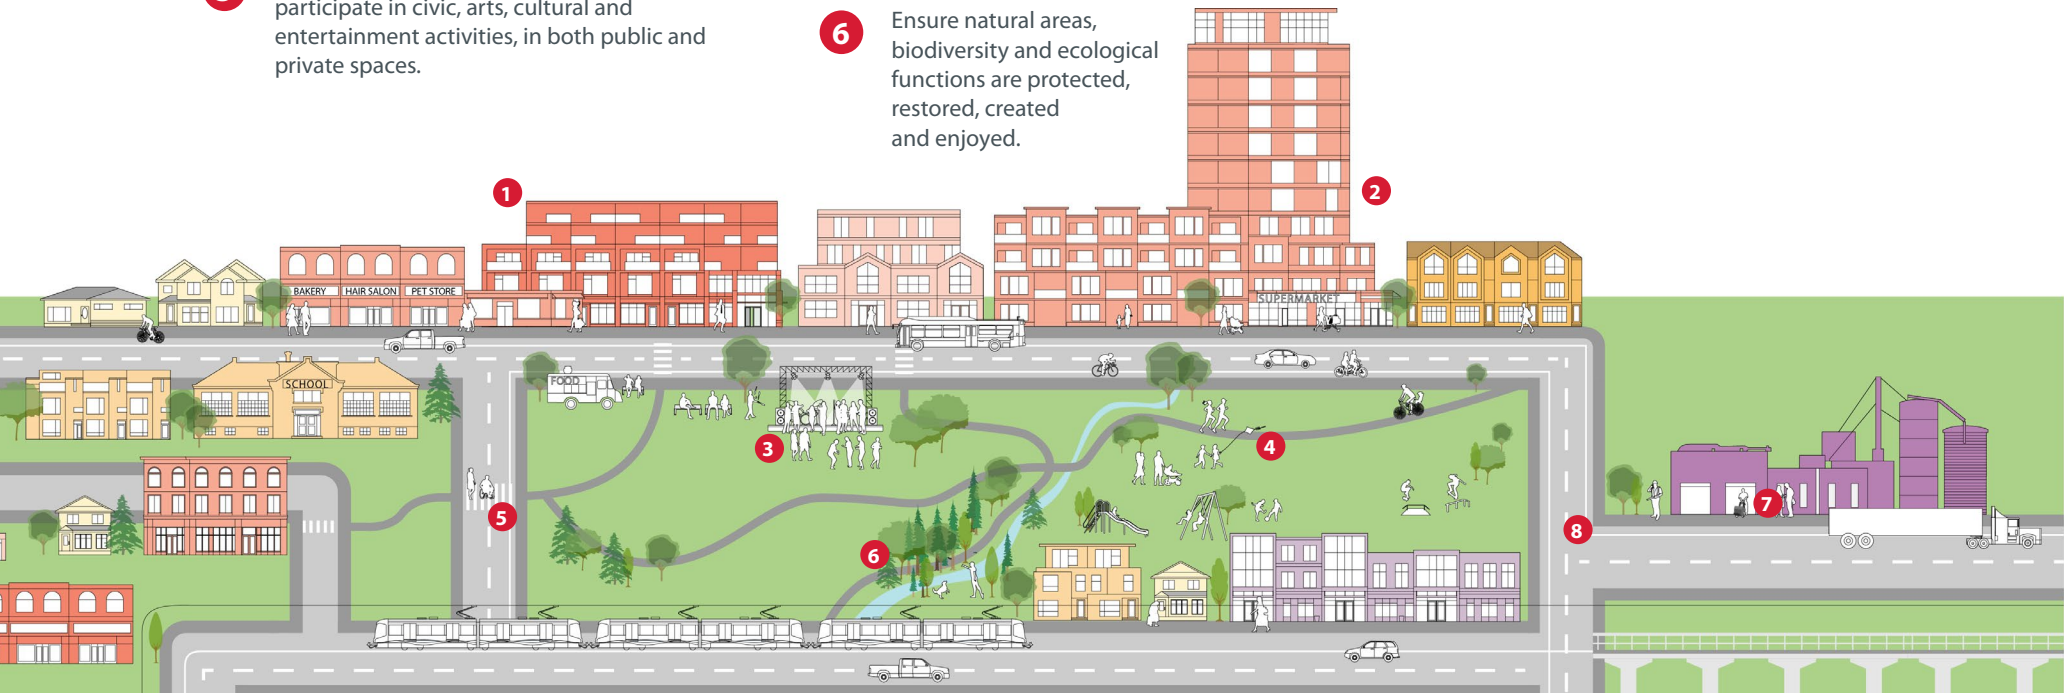 participate in civic, arts, cultural and
entertainment activities, in both public and
private spaces.
6
Ensure natural areas,
biodiversity and ecological
functions are protected,
restored, created
and enjoyed.
1
2
BAKERY
HAIR SALON
PET STORE
SUPERMARKET
SCHOOL
FOOD
3
4
5
6
7
8